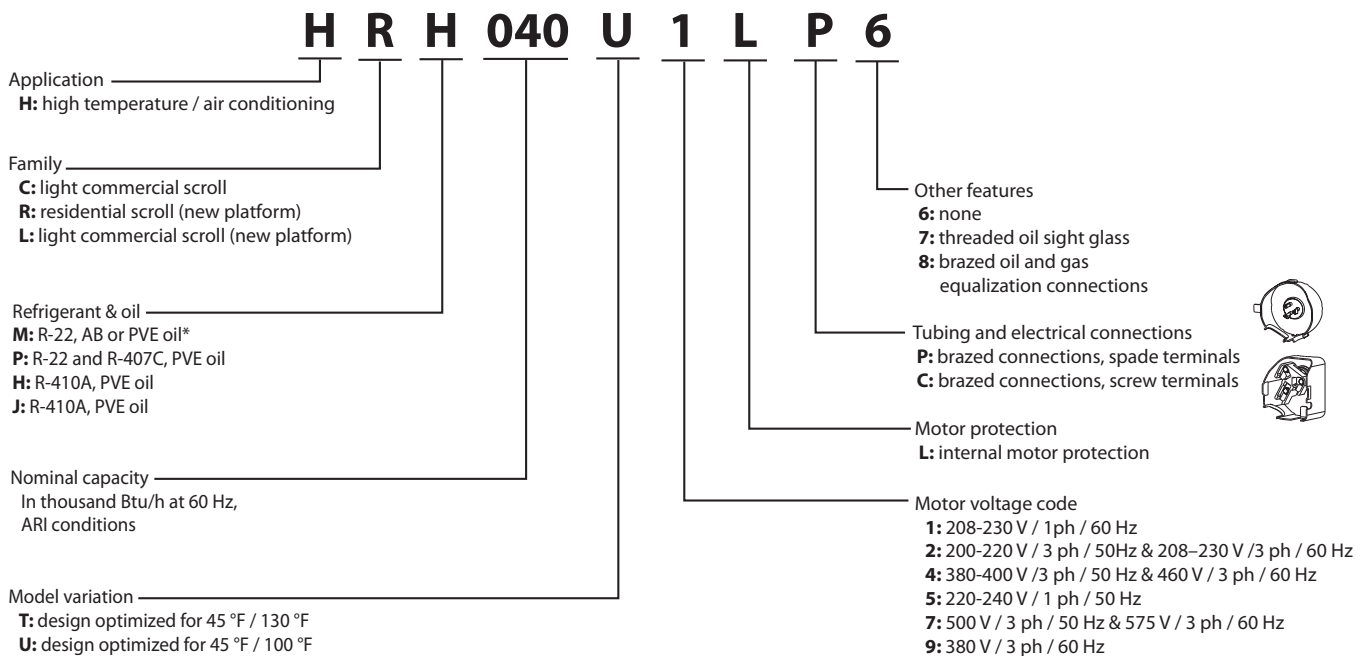 H R H 040 U 1 L P 6
Application
H: high temperature / air conditioning
Family
C: light commercial scroll
R: residential scroll (new platform)
L: light commercial scroll (new platform)
Refrigerant & oil
M: R-22, AB or PVE oil*
P: R-22 and R-407C, PVE oil
H: R-410A, PVE oil
J: R-410A, PVE oil
Nominal capacity
In thousand Btu/h at 60 Hz,
ARI conditions
Model variation
T: design optimized for 45 °F / 130 °F
U: design optimized for 45 °F / 100 °F
Other features
6: none
7: threaded oil sight glass
8: brazed oil and gas
equalization connections
Tubing and electrical connections
P: brazed connections, spade terminals
C: brazed connections, screw terminals
Motor protection
L: internal motor protection
Motor voltage code
1: 208-230 V / 1ph / 60 Hz
2: 200-220 V / 3 ph / 50Hz & 208–230 V /3 ph / 60 Hz
4: 380-400 V /3 ph / 50 Hz & 460 V / 3 ph / 60 Hz
5: 220-240 V / 1 ph / 50 Hz
7: 500 V / 3 ph / 50 Hz & 575 V / 3 ph / 60 Hz
9: 380 V / 3 ph / 60 Hz